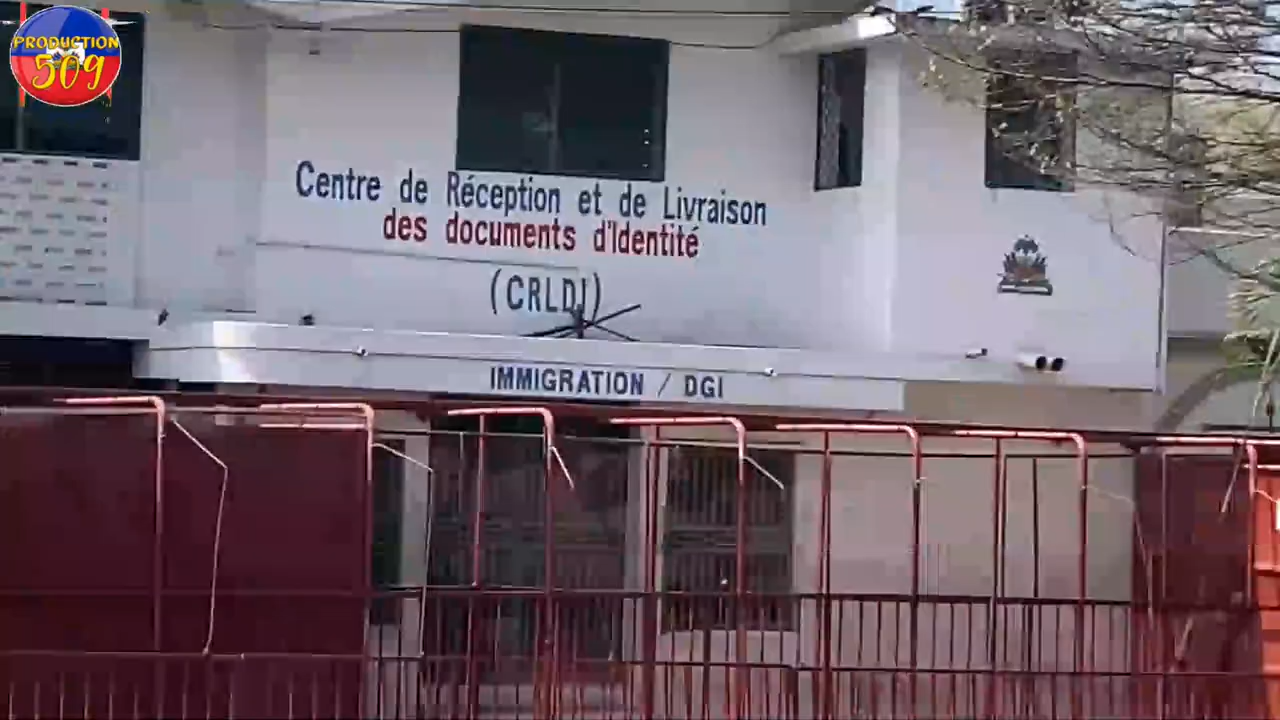 PRODUCTION
509
Centre de Réception et de Livraison
des documents d'Identité
(CRLDI)
IMMIGRATION / DGI